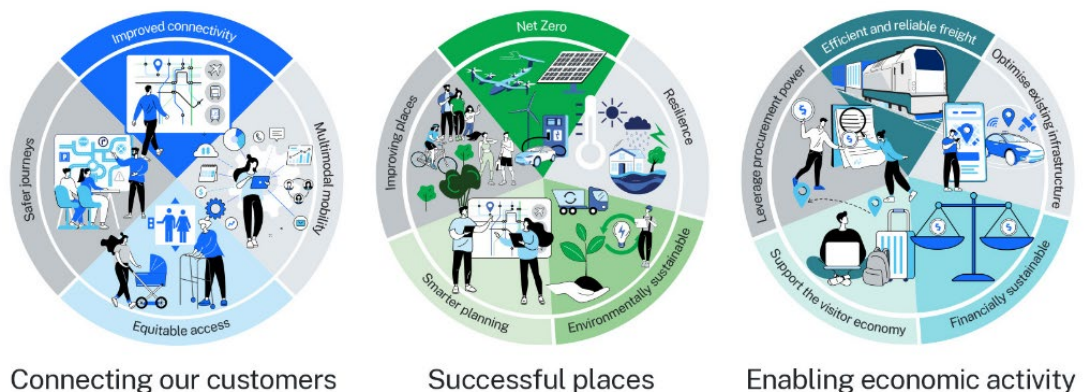 Improved connectivity
Multimodal mobility
Equitable access
Safer journeys
Connecting our customers
Net Zero
Resilience
Environmentally sustainable
Smarter planning
Improving places
Successful places
Efficient and reliable freight
Optimise existing infrastructure
Financially sustainable
Support the visitor economy
Leverage procurement power
Enabling economic activity